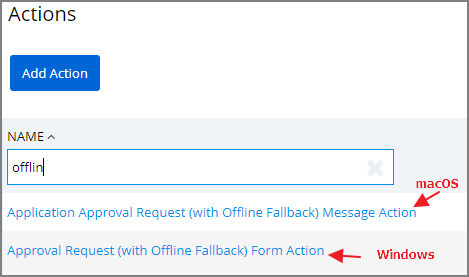 Actions
Add Action
NAME
offlin
macOS
Application Approval Request (with Offline Fallback) Message Action
Approval Request (with Offline Fallback) Form Action
Windows